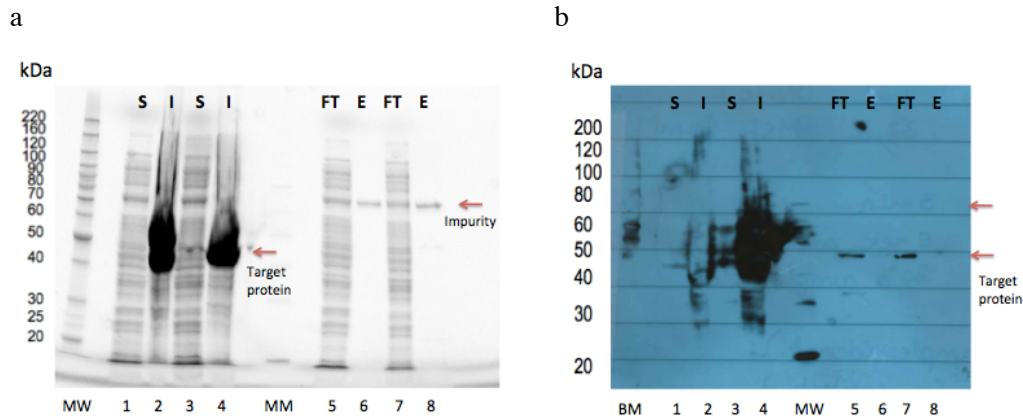 a
kDa
S I S I FT E FT E
220
160
120
100
90
80
70
60
50
40
30
25
20
Impurity
Target
protein
MW 1 2 3 4 MM 5 6 7 8
b
kDa
S I S I FT E FT E
200
120
100
80
60
50
40
30
20
Target
protein
BM 1 2 3 4 MW 5 6 7 8